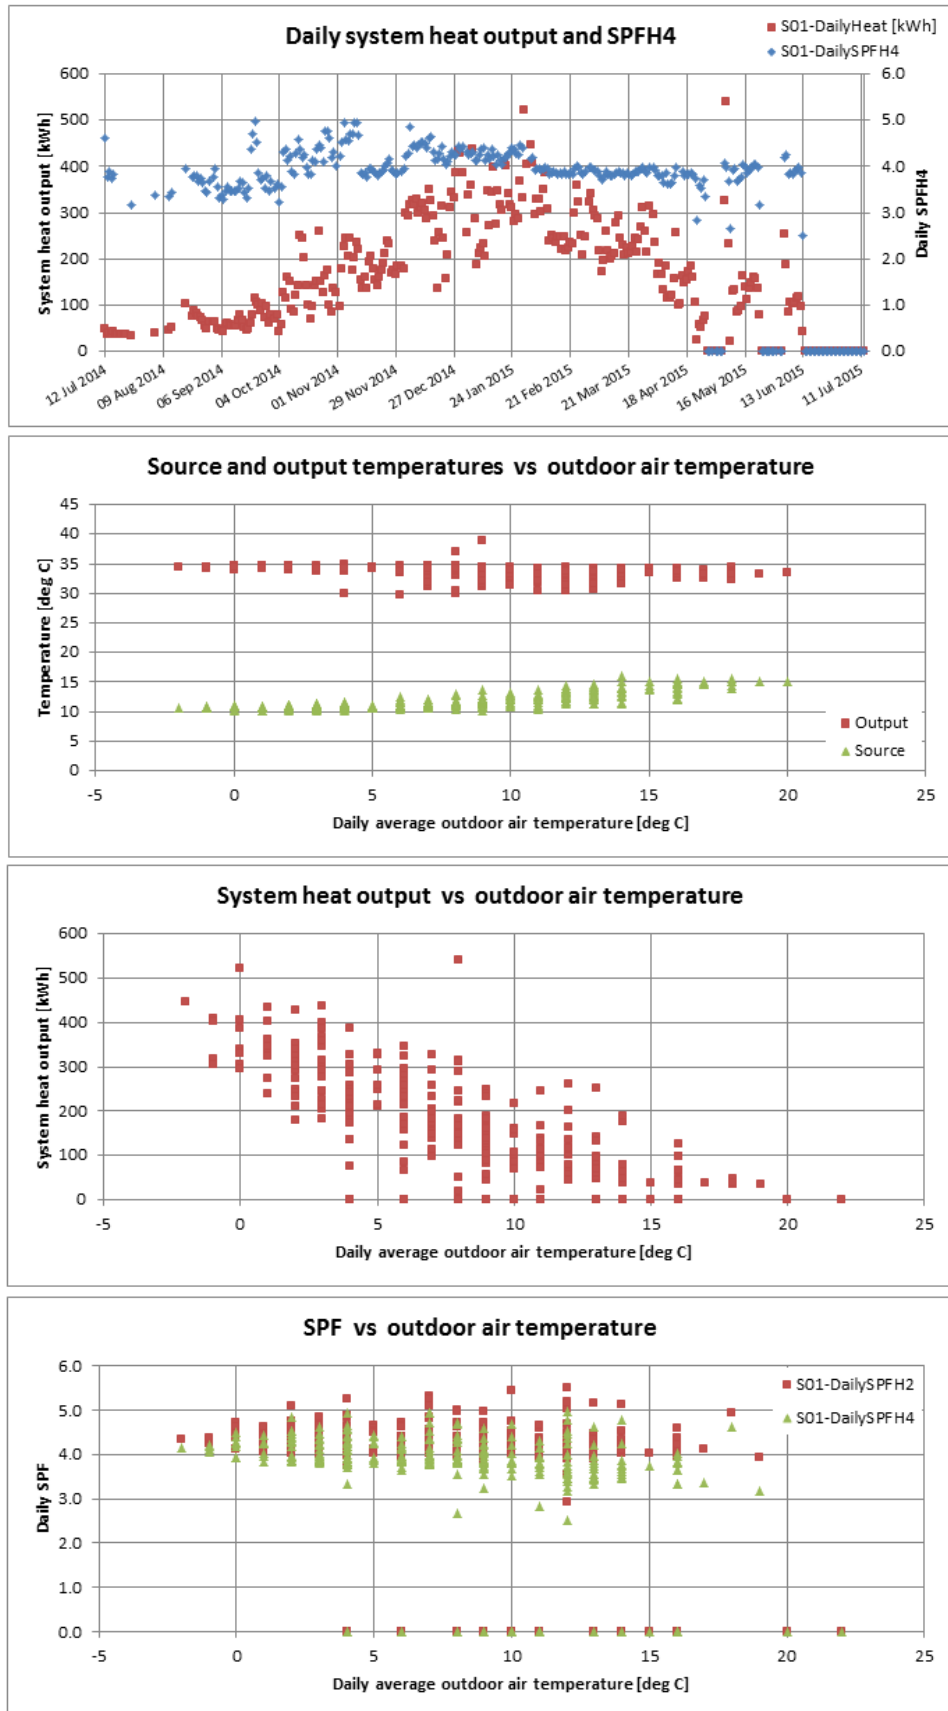 Daily system heat output and SPFH4
S01-DailyHeat [kWh]
S01-DailySPFH4
System heat output [kWh]
600
500
400
300
200
100
0
6.0
5.0
4.0
3.0
2.0
1.0
0.0
Daily SPFH4
12 Jul 2014
09 Aug 2014
06 Sep 2014
04 Oct 2014
01 Nov 2014
29 Nov 2014
27 Dec 2014
24 Jan 2015
21 Feb 2015
21 Mar 2015
18 Apr 2015
16 May 2015
13 Jun 2015
11 Jul 2015
Source and output temperatures vs outdoor air temperature
Temperature [deg C]
45
40
35
30
25
20
15
10
5
0
Output
Source
-5 0 5 10 15 20 25
Daily average outdoor air temperature [deg C]
System heat output vs outdoor air temperature
System heat output [kWh]
600
500
400
300
200
100
0
-5 0 5 10 15 20 25
Daily average outdoor air temperature [deg C]
SPF vs outdoor air temperature
Daily SPF
6.0
5.0
4.0
3.0
2.0
1.0
0.0
S01-DailySPFH2
S01-DailySPFH4
-5 0 5 10 15 20 25
Daily average outdoor air temperature [deg C]